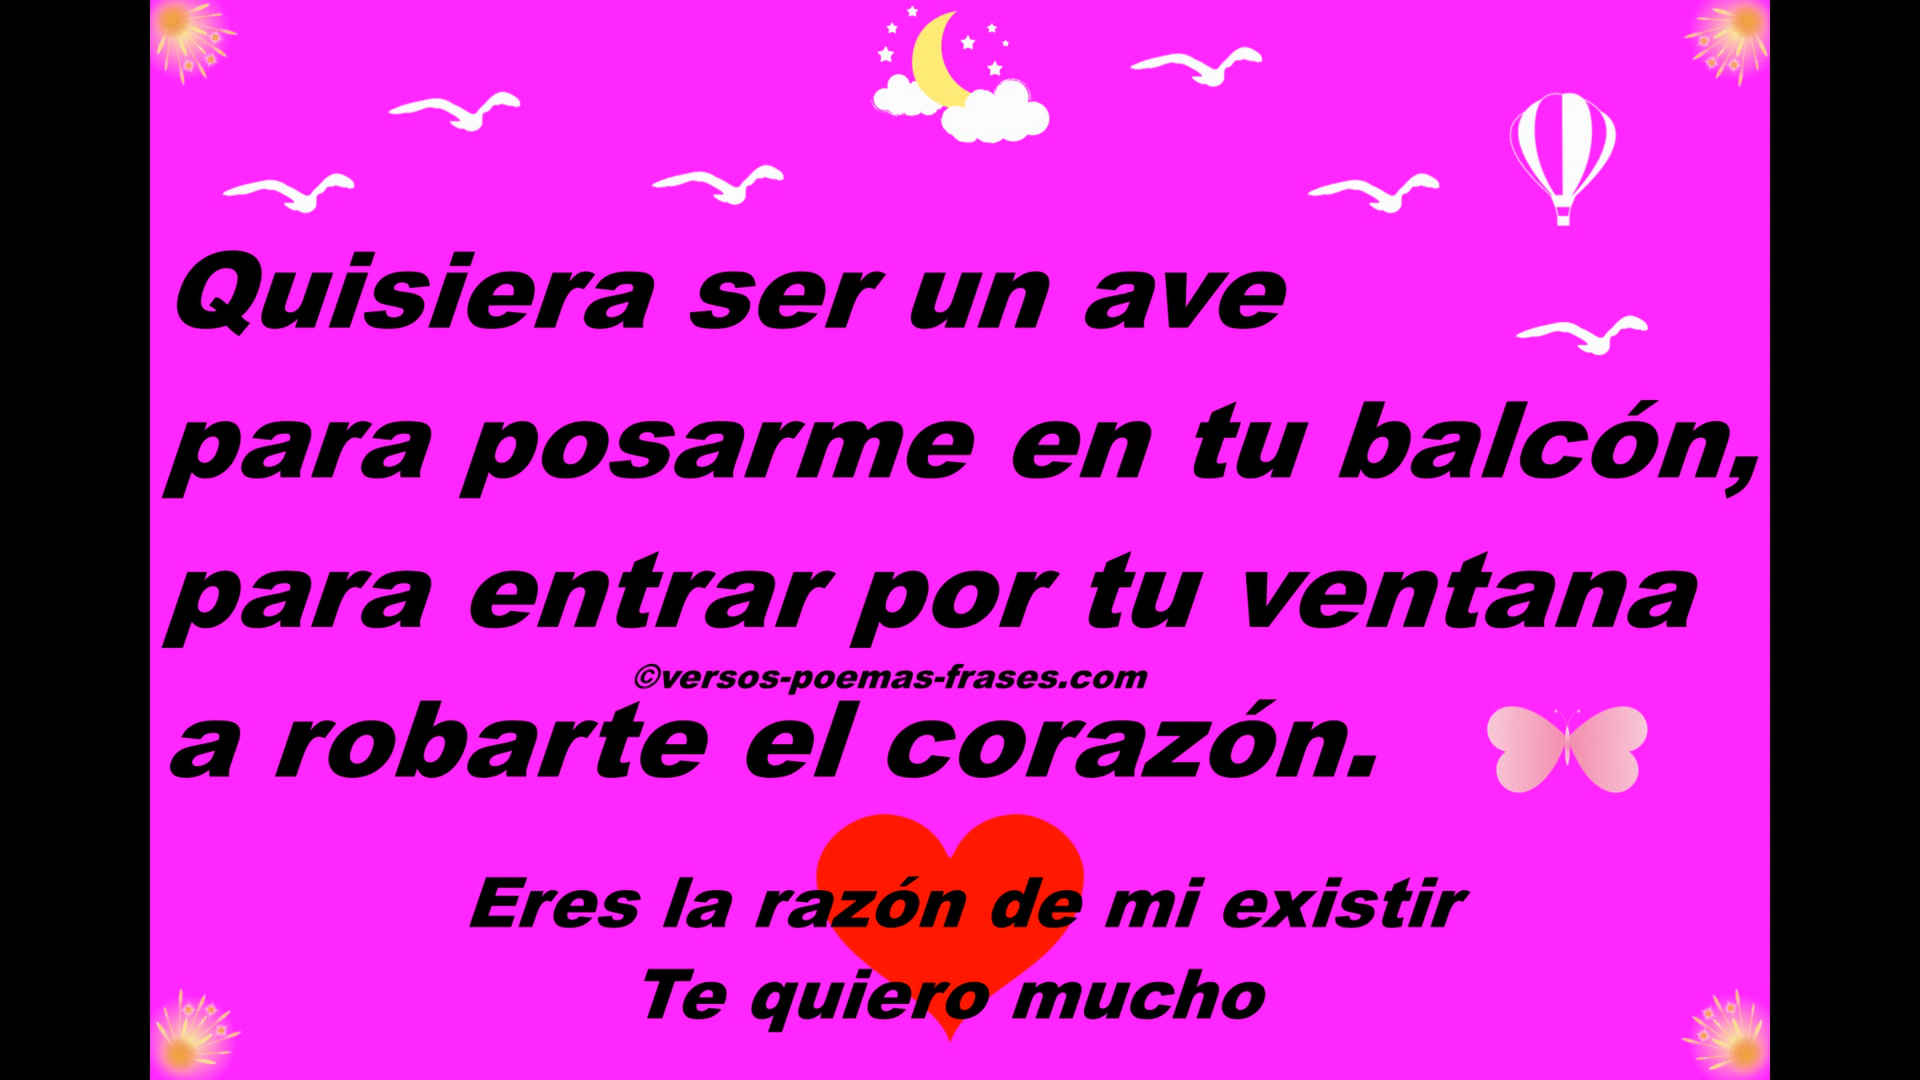 Quisiera ser un ave
para posarme en tu balcón,
para entrar por tu ventana
©versos-poemas-frases.com
a robarte el corazón.
Eres la razón de mi existir
Te quiero mucho